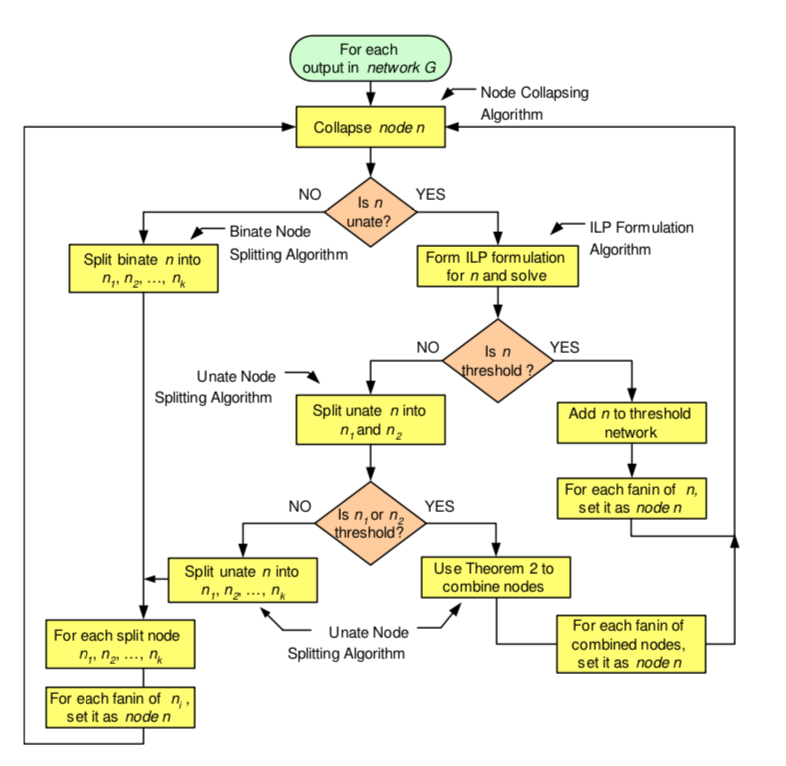 For each
output in network G
Node Collapsing
Algorithm
Collapse node n
NO
YES
Is n
unate?
Binate Node
Splitting Algorithm
ILP Formulation
Algorithm
Split binate n into
n1, n2, ..., nk
Form ILP formulation
for n and solve
NO
YES
Is n
threshold ?
Unate Node
Splitting Algorithm
Split unate n into
n1 and n2
Add n to threshold
network
For each fanin of n,
set it as node n
NO
YES
Is n1 or n2
threshold?
Split unate n into
n1, n2, ..., nk
Use Theorem 2 to
combine nodes
For each split node
n1, n2, ..., nk
Unate Node
Splitting Algorithm
For each fanin of
combined nodes,
set it as node n
For each fanin of ni ,
set it as node n